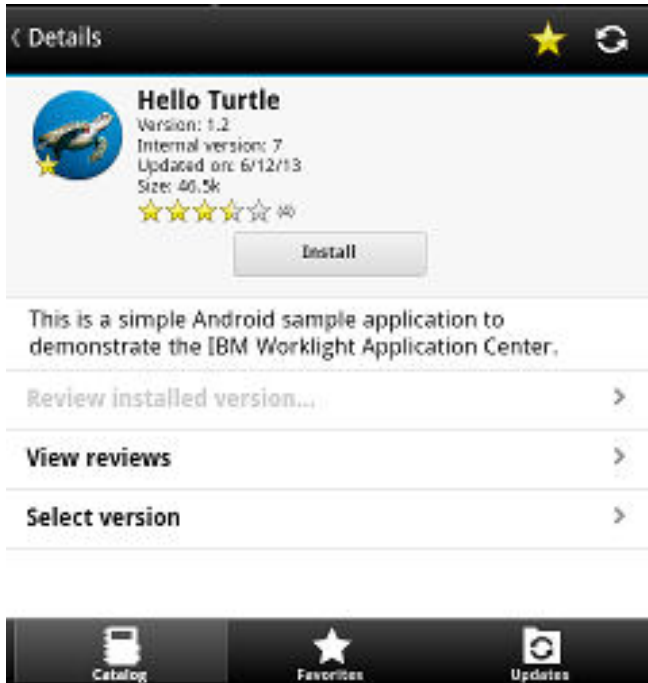 Details
Hello Turtle
Version: 1.2
Internal version: 7
Updated on: 6/12/13
Size: 46.5k
(4)
Install
This is a simple Android sample application to
demonstrate the IBM Worklight Application Center.
Review installed version...
View reviews
Select version
Catalog Favorites Updates